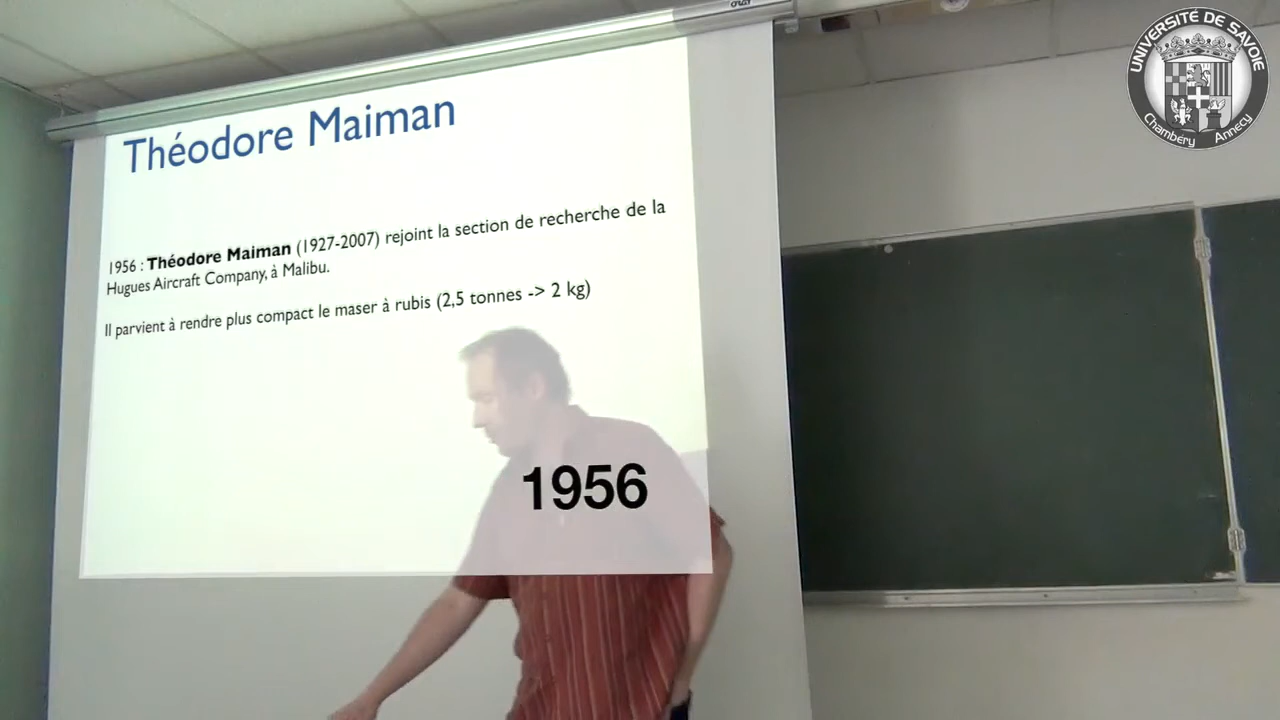 UNIVERSITÉ DE SAVOIE
Chambéry Annecy
Théodore Maiman
1956 : Théodore Maiman (1927-2007) rejoint la section de recherche de la
Hugues Aircraft Company, à Malibu.
Il parvient à rendre plus compact le maser à rubis (2,5 tonnes -> 2 kg)
1956